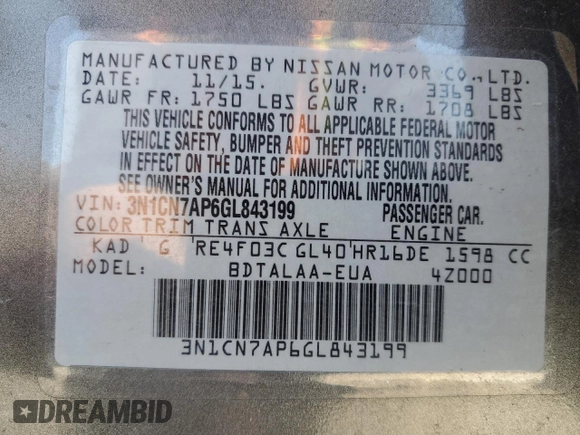 MANUFACTURED BY NISSAN MOTOR CO., LTD.
DATE: 11/15. GVWR: 3369 LBS
GAWR FR: 1750 LBS GAWR RR: 1708 LBS
THIS VEHICLE CONFORMS TO ALL APPLICABLE FEDERAL MOTOR
VEHICLE SAFETY, BUMPER AND THEFT PREVENTION STANDARDS
IN EFFECT ON THE DATE OF MANUFACTURE SHOWN ABOVE.
SEE OWNER'S MANUAL FOR ADDITIONAL INFORMATION.
VIN: 3N1CN7AP6GL843199 PASSENGER CAR.
COLOR TRIM TRANS AXLE ENGINE
KAD G RE4F03C GL40 HR16DE 1598 CC
MODEL: BDTALAA-EUA 4Z000
3N1CN7AP6GL843199
DREAMBID